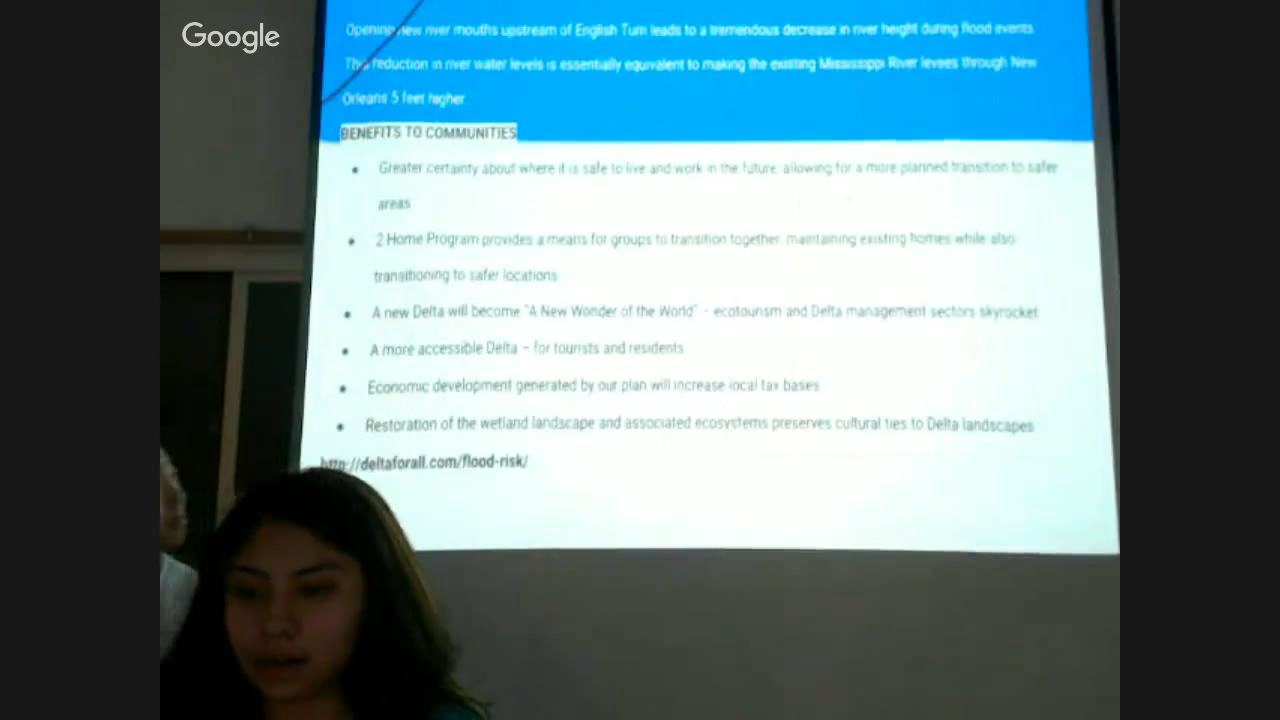 Google
Opening new river mouths upstream of English Turn leads to a tremendous decrease in river height during flood events.
This reduction in river water levels is essentially equivalent to making the existing Mississippi River levees through New
Orleans 5 feet higher.
BENEFITS TO COMMUNITIES
• Greater certainty about where it is safe to live and work in the future, allowing for a more planned transition to safer
areas
• 2 Home Program provides a means for groups to transition together, maintaining existing homes while also
transitioning to safer locations
• A new Delta will become "A New Wonder of the World" - ecotourism and Delta management sectors skyrocket
• A more accessible Delta – for tourists and residents
• Economic development generated by our plan will increase local tax bases
• Restoration of the wetland landscape and associated ecosystems preserves cultural ties to Delta landscapes
http://deltaforall.com/flood-risk/